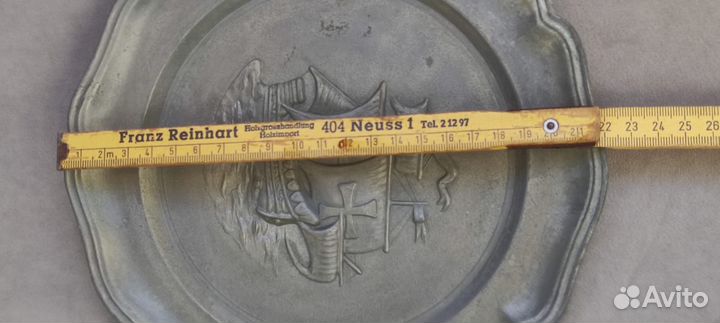 Franz Reinhart Holzgrosshandlung Holzimport 404 Neuss 1 Tel. 2 12 97
1 2 m 3 4 5 6 7 8 9 10 11 12 13 14 15 16 17 18 19 20 21 22 23 24 25 26
Avito